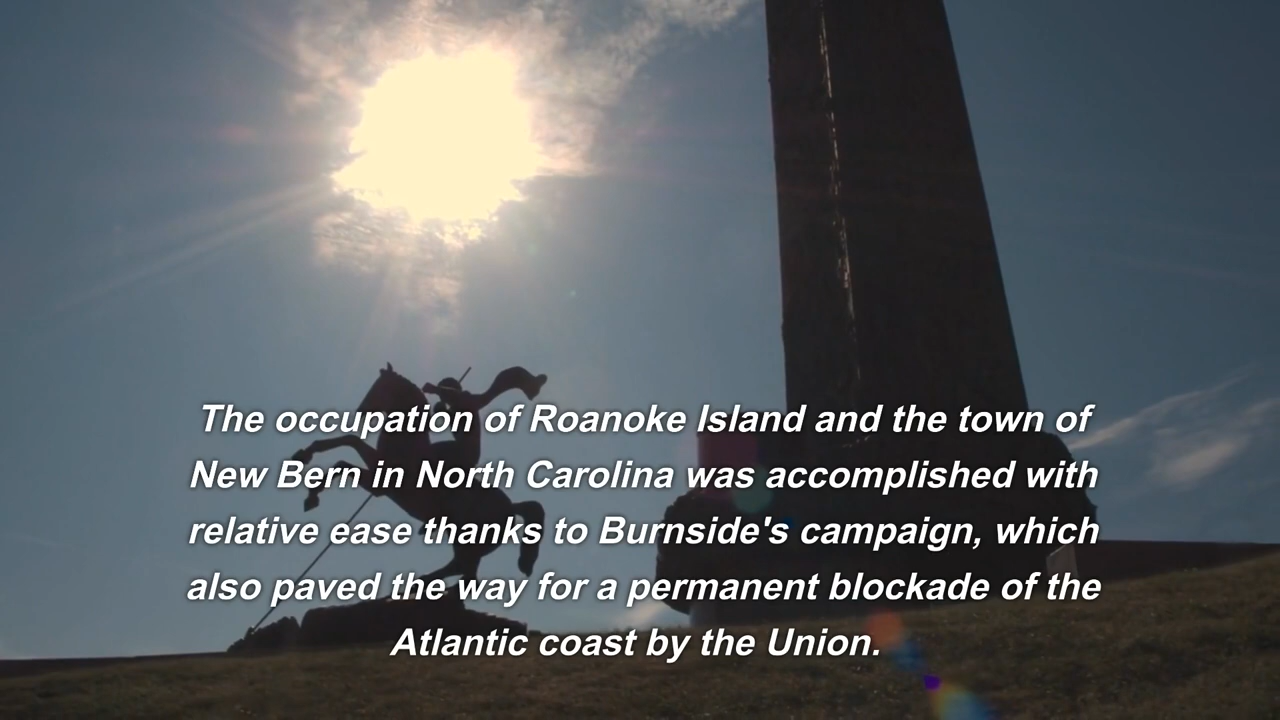 The occupation of Roanoke Island and the town of
New Bern in North Carolina was accomplished with
relative ease thanks to Burnside's campaign, which
also paved the way for a permanent blockade of the
Atlantic coast by the Union.